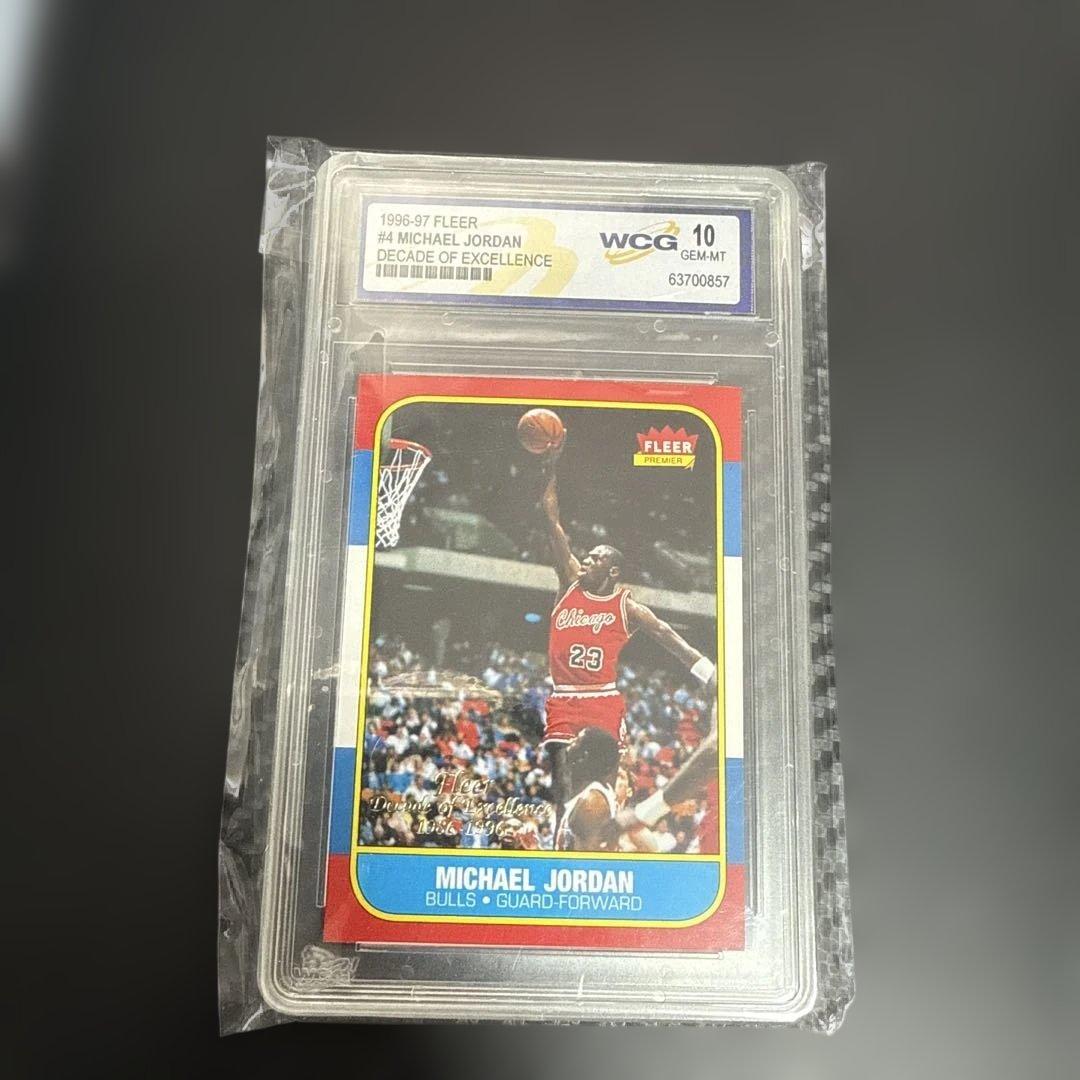 1996-97 FLEER
#4 MICHAEL JORDAN
DECADE OF EXCELLENCE
WCG 10
GEM-MT
63700857
FLEER
PREMIER
Chicago
23
Fleer
Decade of Excellence
1986-1996
MICHAEL JORDAN
BULLS • GUARD-FORWARD